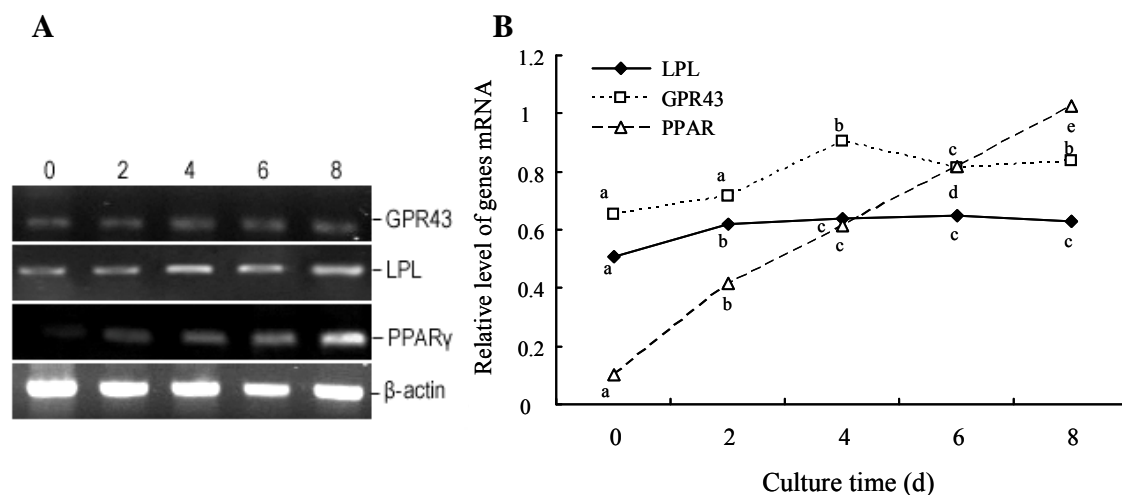 A
0 2 4 6 8
GPR43
LPL
PPARγ
β-actin
B
Relative level of genes mRNA
1.2
1
0.8
0.6
0.4
0.2
0
LPL
GPR43
PPAR
a
a
b
c
b
a
b
c
c
c
a
b
c
d
e
0 2 4 6 8
Culture time (d)